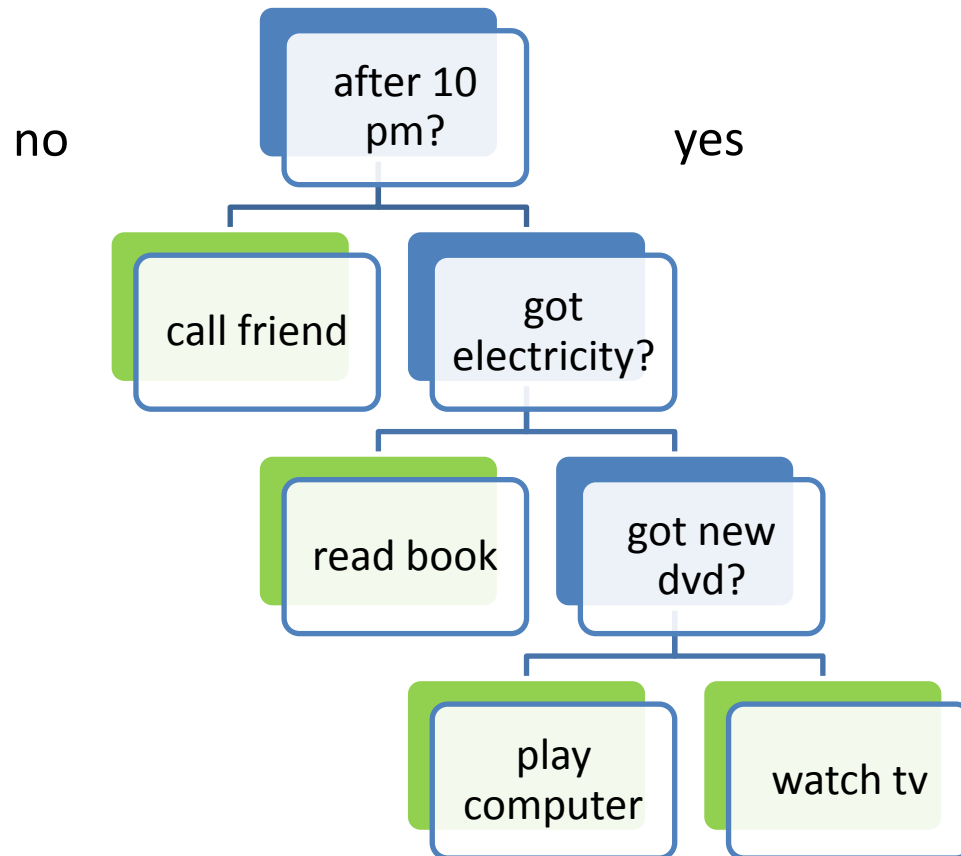 after 10
pm?
no
yes
call friend
got
electricity?
read book
got new
dvd?
play
computer
watch tv